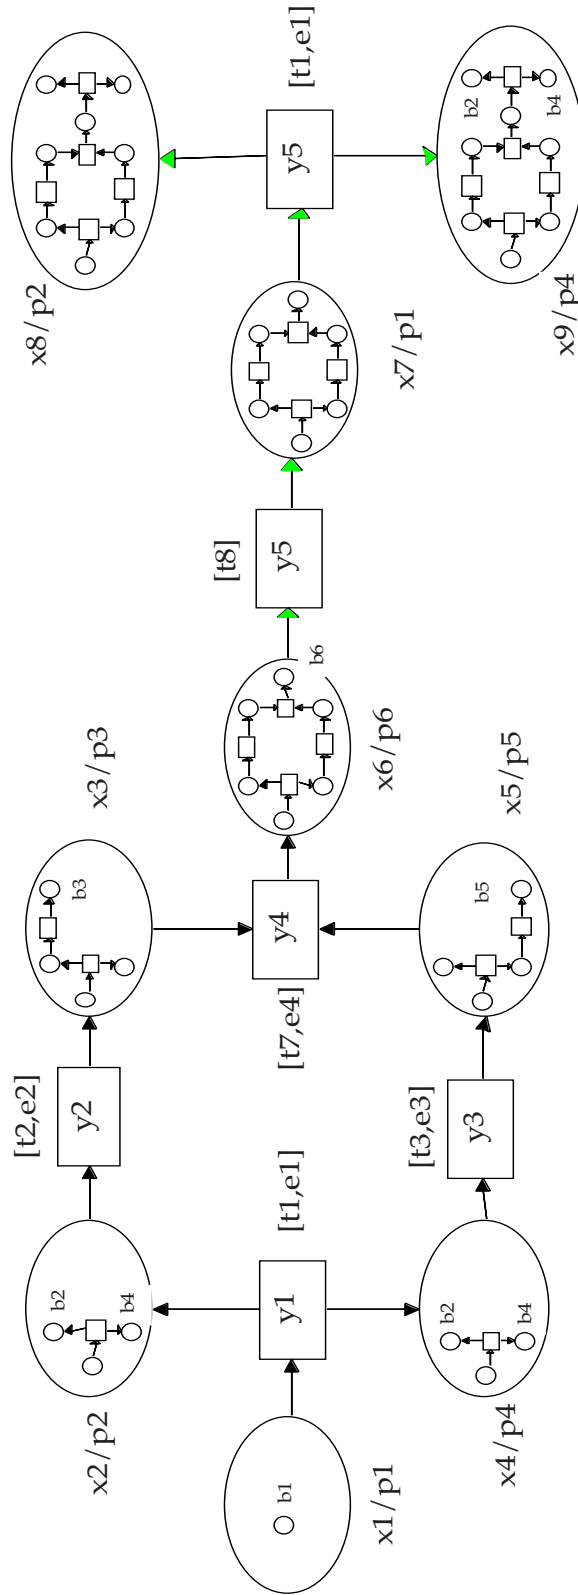 x1/p1
b1
y1
[t1,e1]
x2/p2
b2
b4
x4/p4
b2
b4
[t2,e2]
y2
[t3,e3]
y3
x3/p3
b3
x5/p5
b5
y4
[t7,e4]
x6/p6
b6
[t8]
y5
x7/p1
y5
[t1,e1]
x8/p2
x9/p4
b2
b4